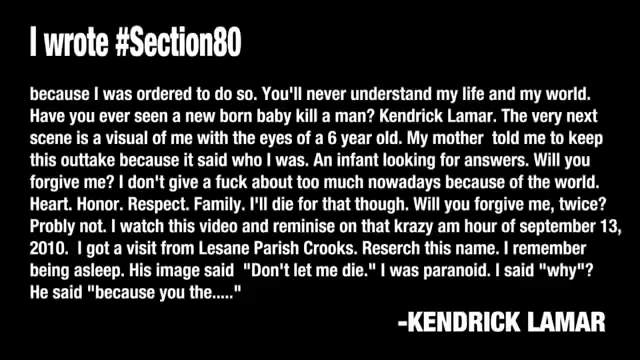 I wrote #Section80
because I was ordered to do so. You'll never understand my life and my world.
Have you ever seen a new born baby kill a man? Kendrick Lamar. The very next
scene is a visual of me with the eyes of a 6 year old. My mother told me to keep
this outtake because it said who I was. An infant looking for answers. Will you
forgive me? I don't give a fuck about too much nowadays because of the world.
Heart. Honor. Respect. Family. I'll die for that though. Will you forgive, twice?
Probly not. I watch this video and reminise on that krazy am hour of september 13,
2010. I got a visit from Lesane Parish Crooks. Reserch this name. I remember
being asleep. His image said "Don't let me die." I was paranoid. I said "why"?
He said "because you the....."
-KENDRICK LAMAR